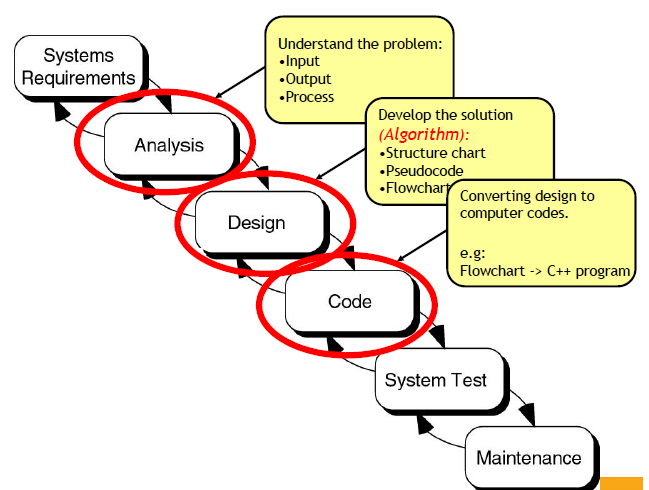 Systems
Requirements
Understand the problem:
•Input
•Output
•Process
Analysis
Develop the solution
(Algorithm):
•Structure chart
•Pseudocode
•Flowchart
Design
Converting design to
computer codes.
e.g:
Flowchart -> C++ program
Code
System Test
Maintenance